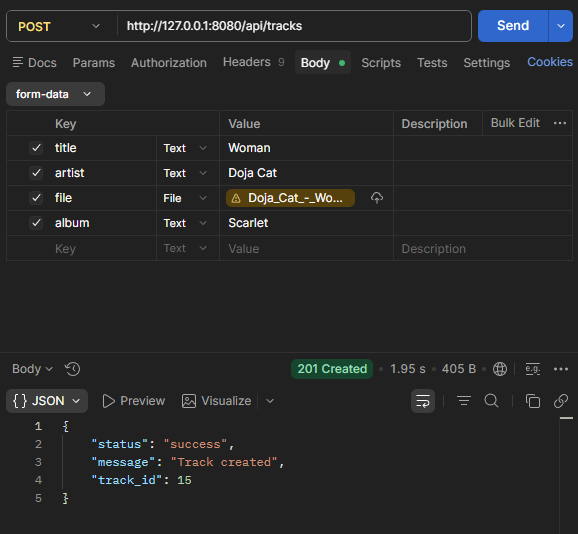 POST http://127.0.0.1:8080/api/tracks Send
Docs Params Authorization Headers 9 Body Scripts Tests Settings Cookies
form-data
Key Value Description Bulk Edit
title Text Woman
artist Text Doja Cat
file File Doja_Cat_-_Wo...
album Text Scarlet
Key Text Value Description
Body 201 Created 1.95 s 405 B e.g.
{} JSON Preview Visualize
1 {
2 "status": "success",
3 "message": "Track created",
4 "track_id": 15
5 }